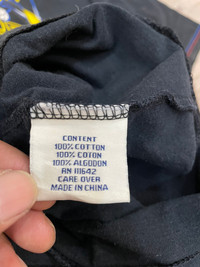 CONTENT
100% COTTON
100% COTON
100% ALGODON
RN 111642
CARE OVER
MADE IN CHINA